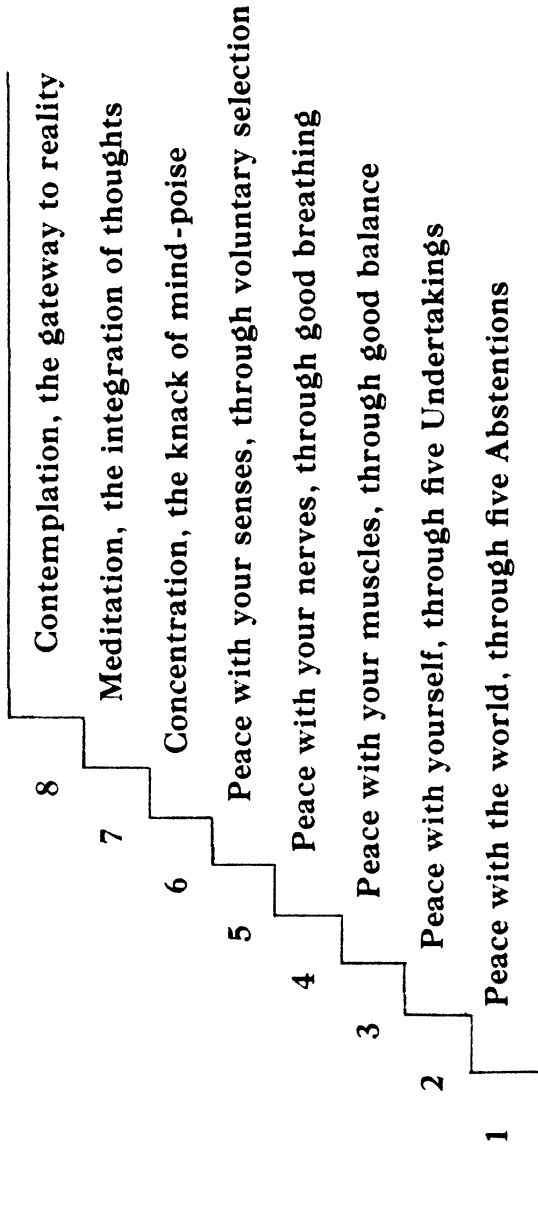 8 Contemplation, the gateway to reality
7 Meditation, the integration of thoughts
6 Concentration, the knack of mind-poise
5 Peace with your senses, through voluntary selection
4 Peace with your nerves, through good breathing
3 Peace with your muscles, through good balance
2 Peace with yourself, through five Undertakings
1 Peace with the world, through five Abstentions